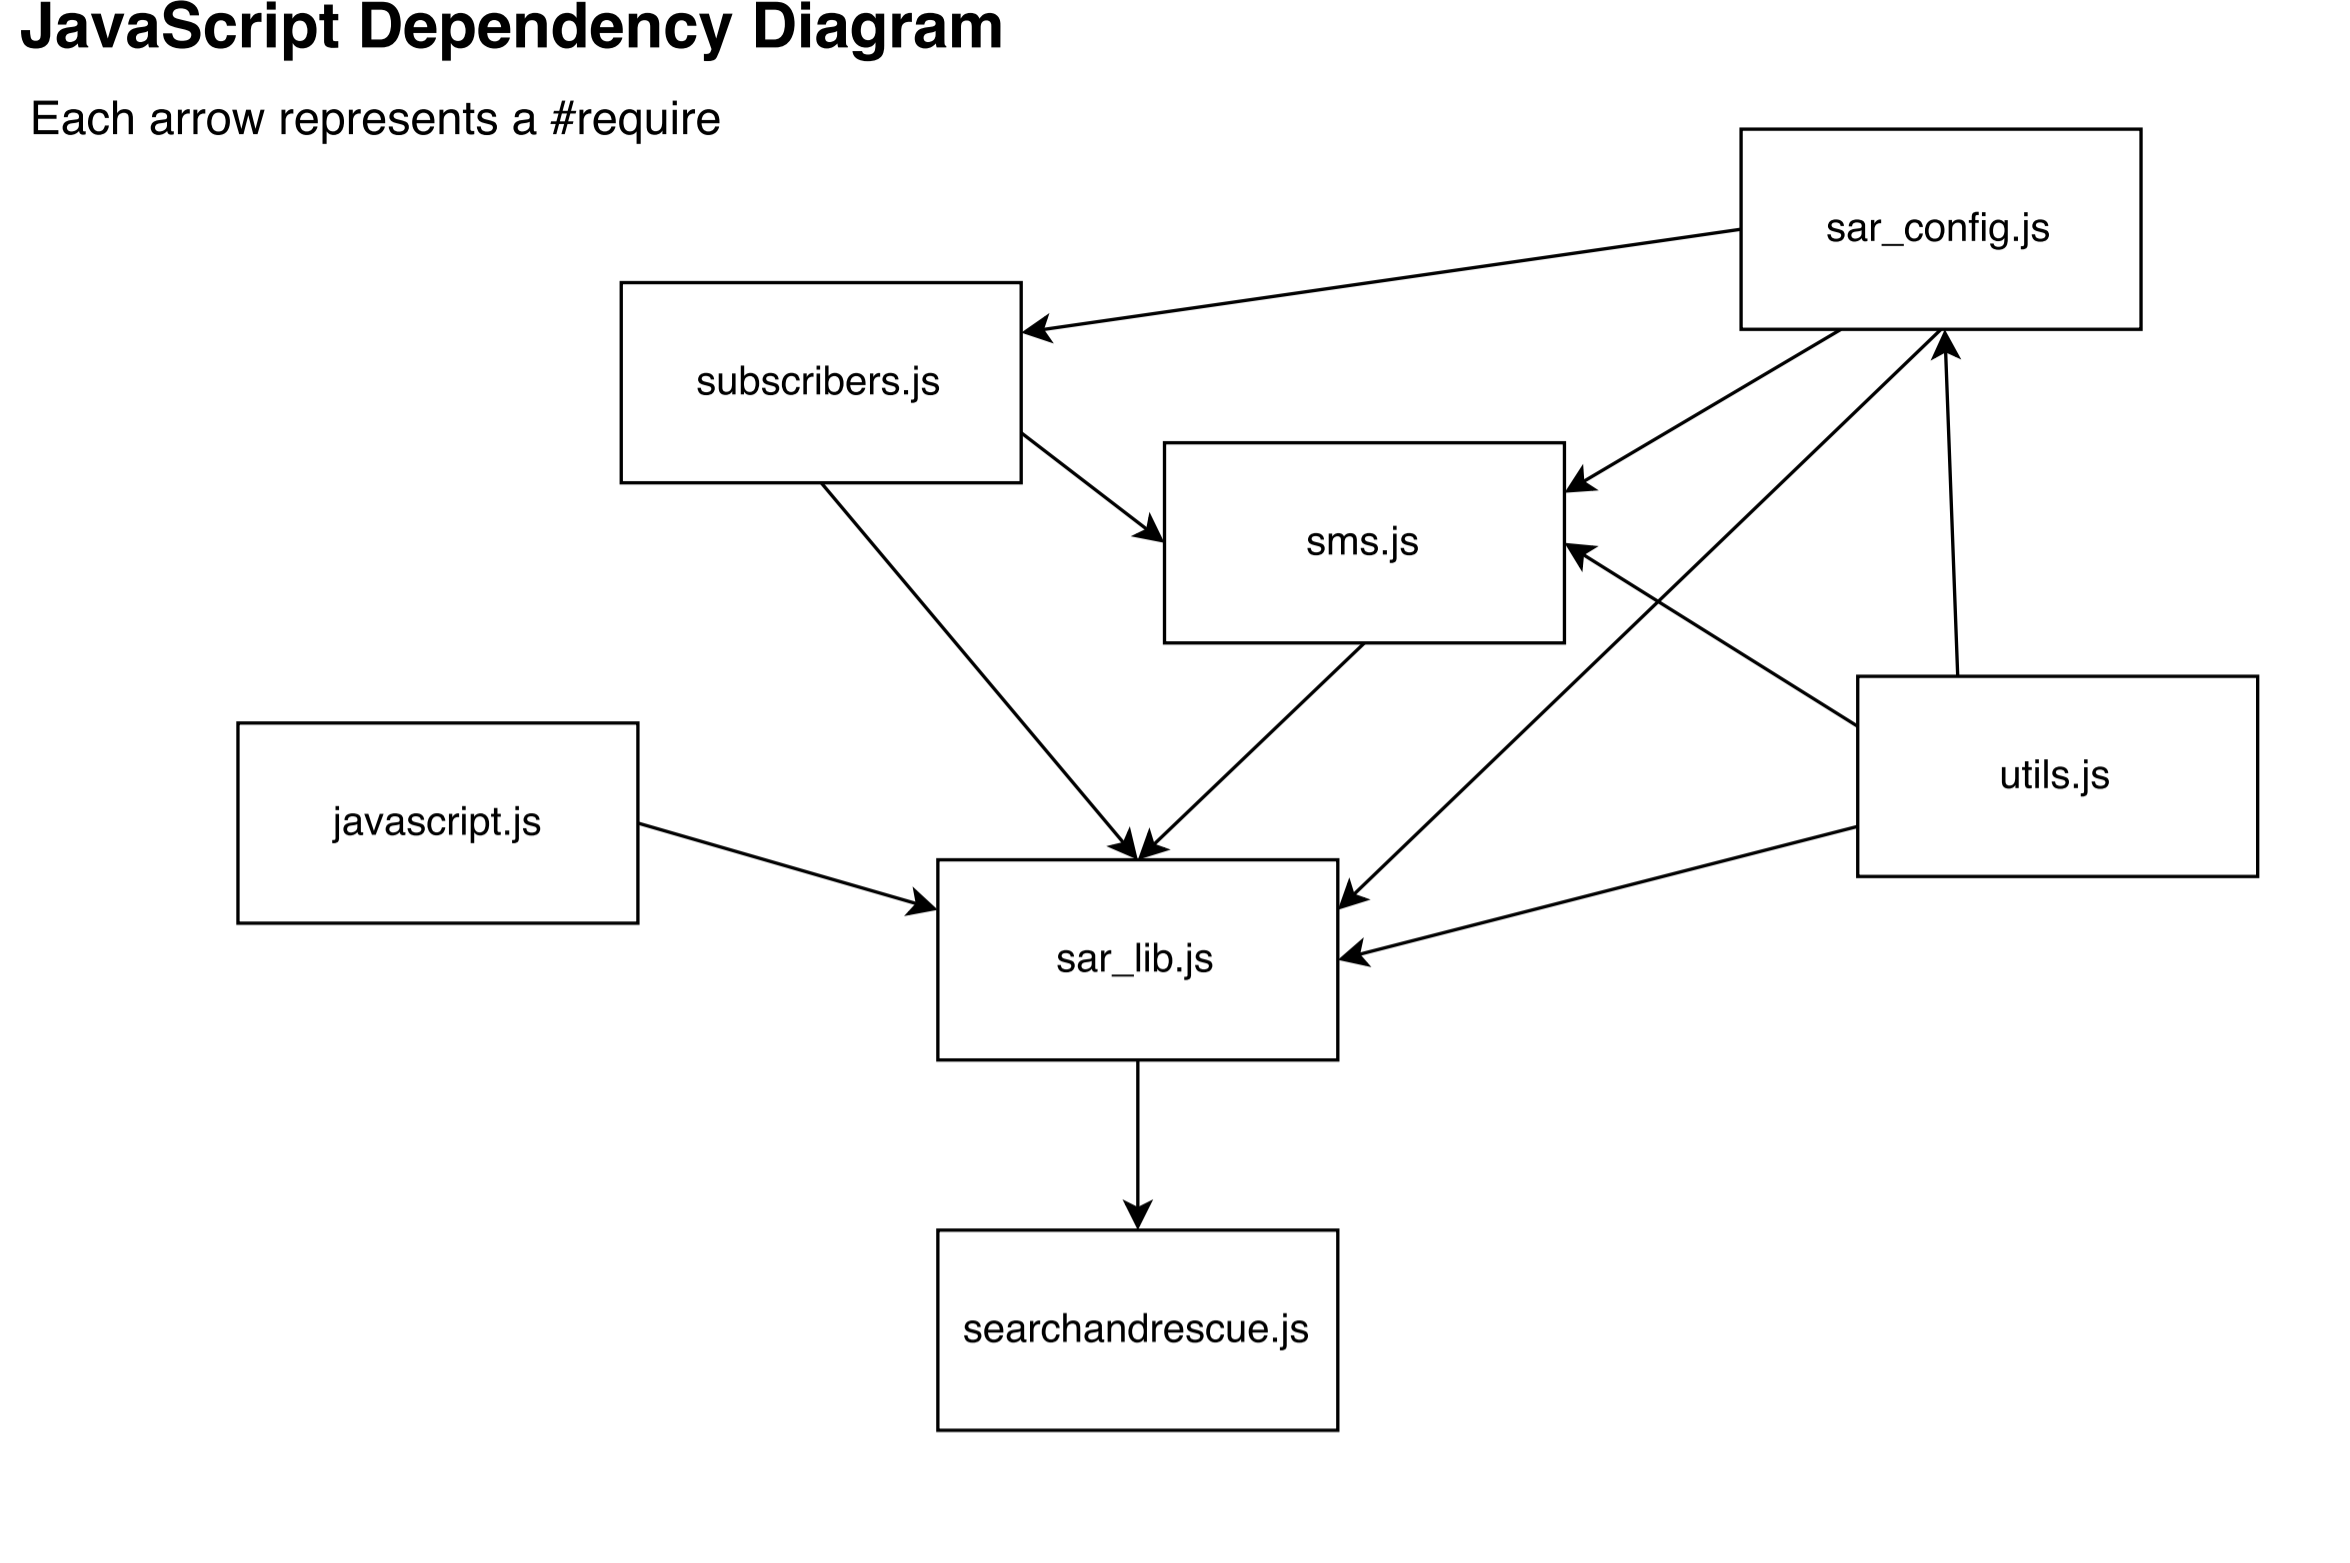 JavaScript Dependency Diagram
Each arrow represents a #require
sar_config.js
subscribers.js
sms.js
utils.js
javascript.js
sar_lib.js
searchandrescue.js